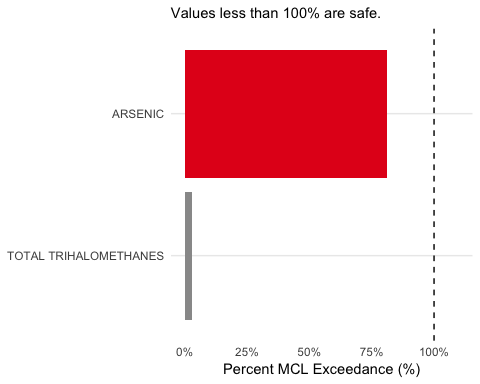 Values less than 100% are safe.
ARSENIC
TOTAL TRIHALOMETHANES
0% 25% 50% 75% 100%
Percent MCL Exceedance (%)